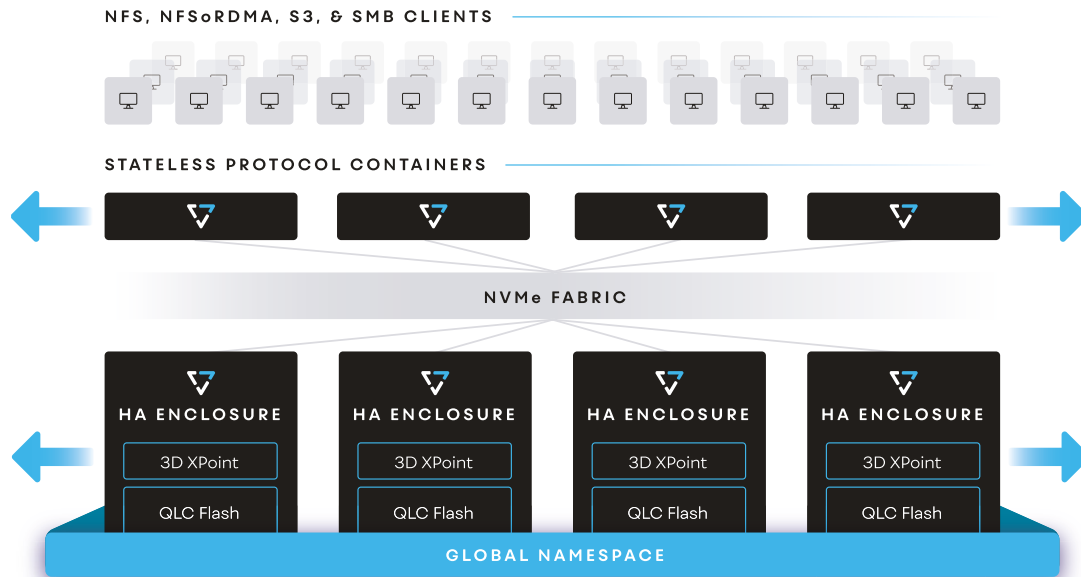 NFS, NFSoRDMA, S3, & SMB CLIENTS
STATELESS PROTOCOL CONTAINERS
NVMe FABRIC
HA ENCLOSURE HA ENCLOSURE HA ENCLOSURE HA ENCLOSURE
3D XPoint 3D XPoint 3D XPoint 3D XPoint
QLC Flash QLC Flash QLC Flash QLC Flash
GLOBAL NAMESPACE